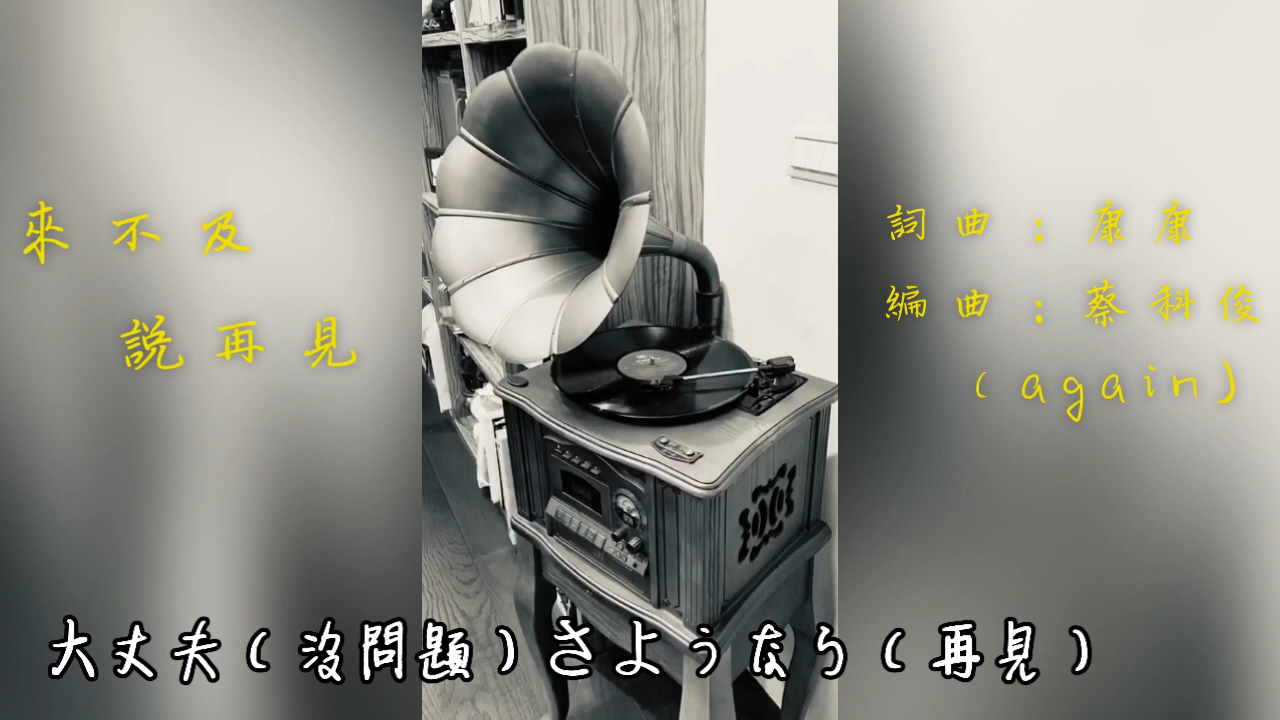 來不及
說再見
詞曲：康康
編曲：蔡科俊
（again）
大丈夫（沒問題）さようなら（再見）